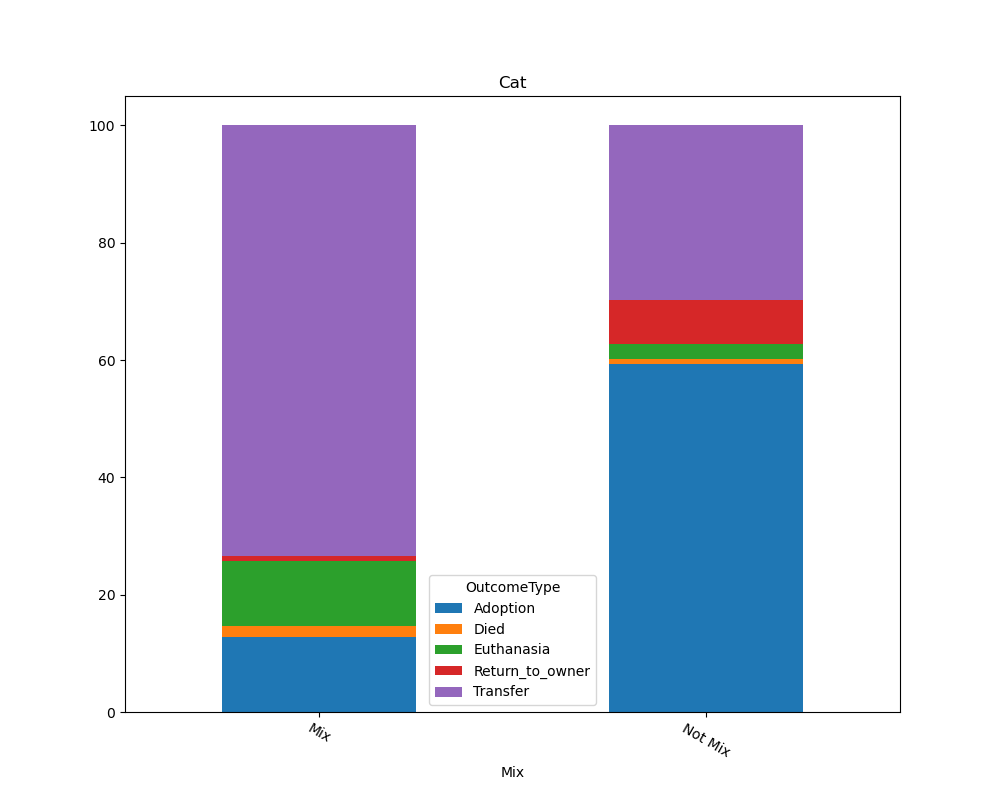 Cat
100
80
60
40
20
0
OutcomeType
Adoption
Died
Euthanasia
Return_to_owner
Transfer
Mix
Not Mix
Mix